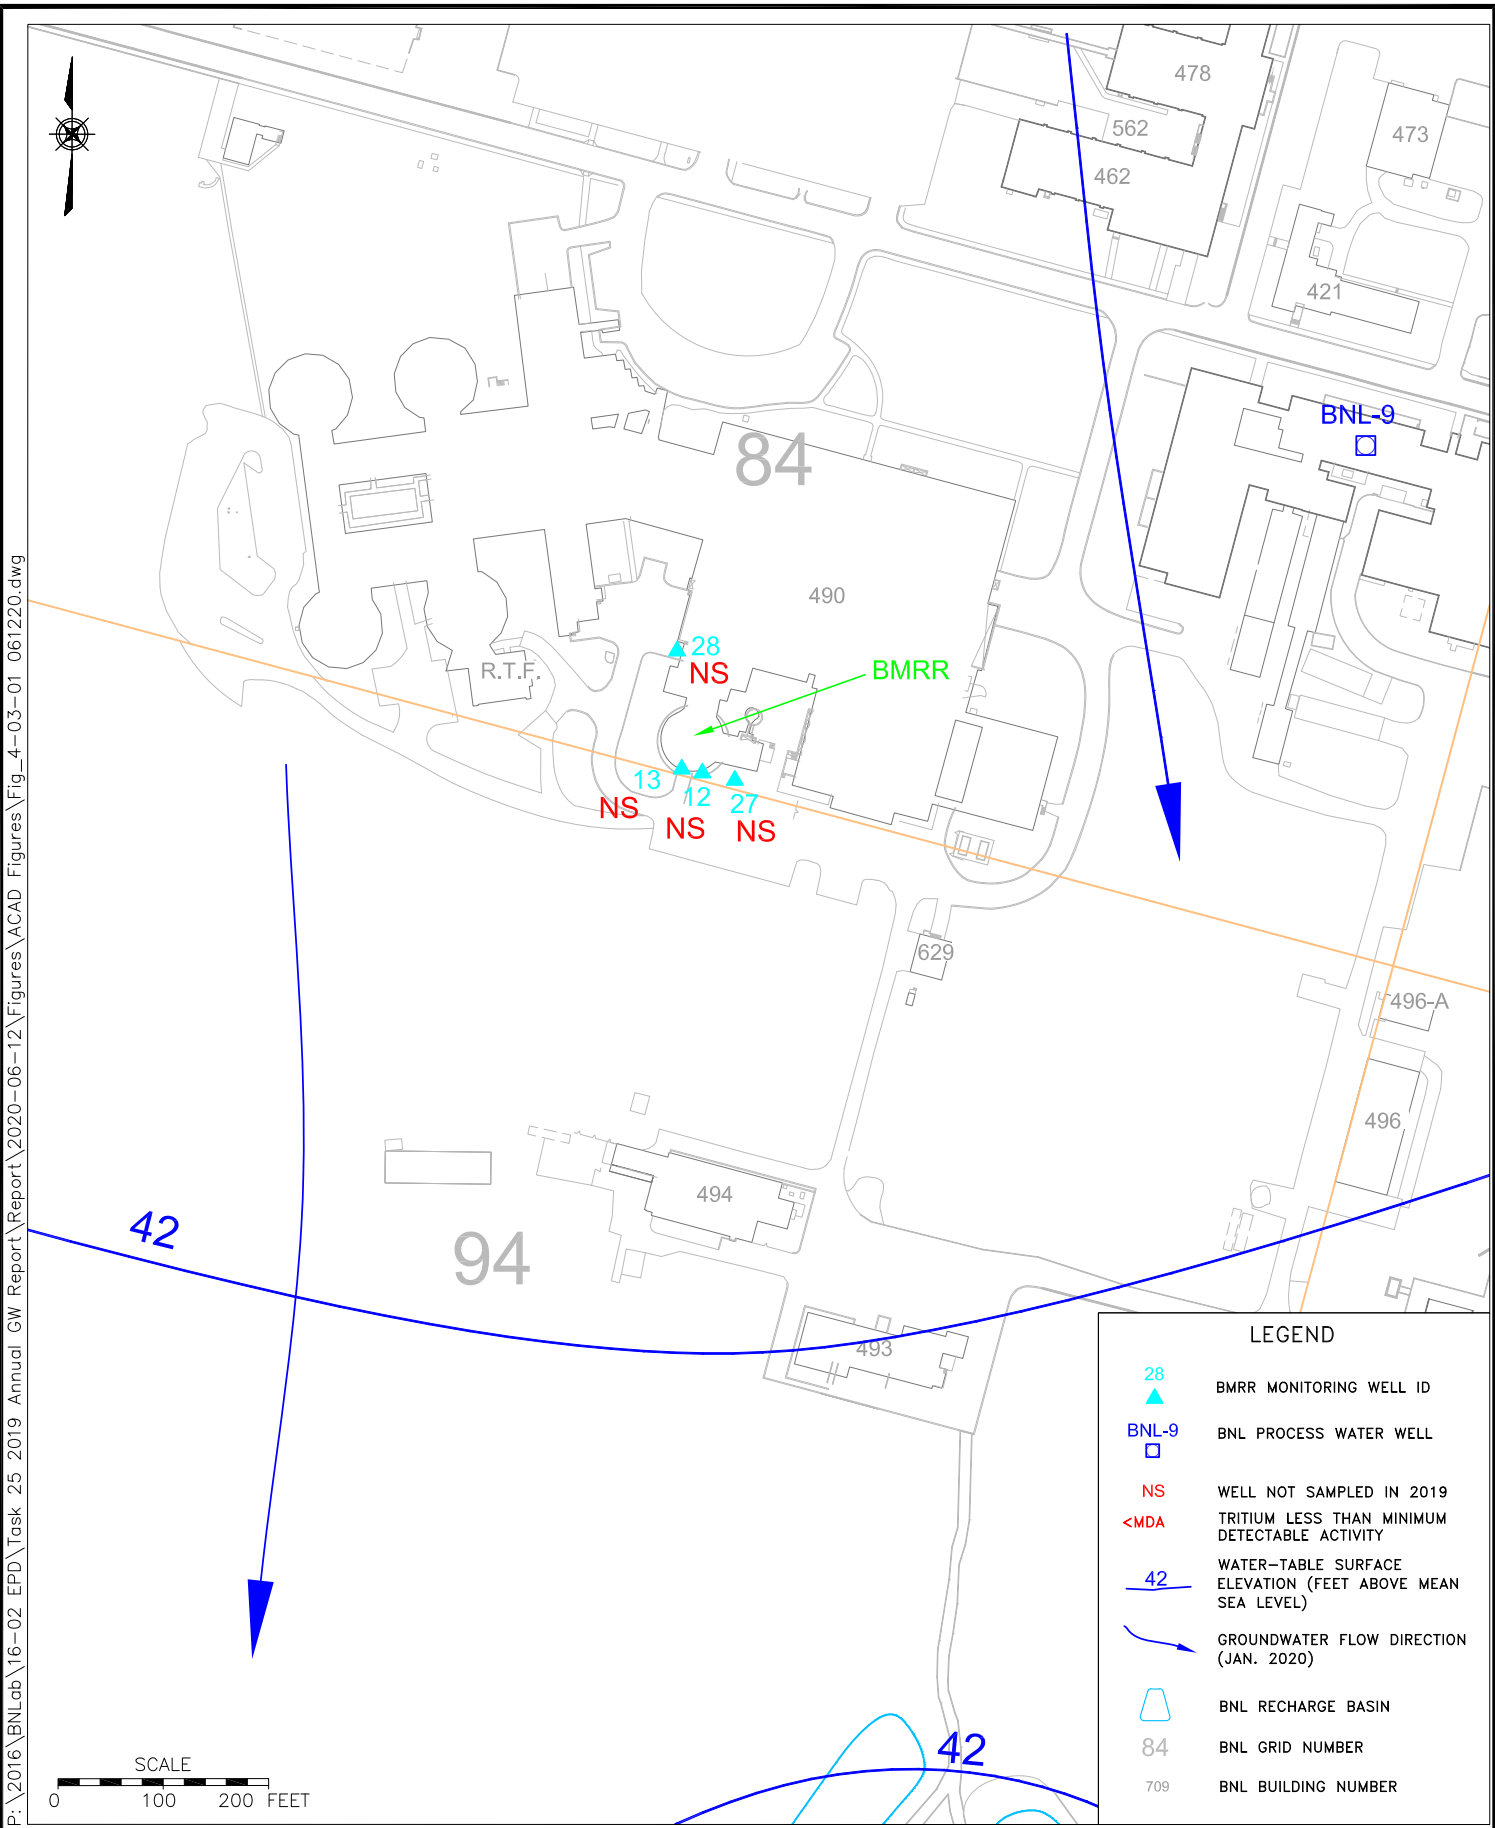 478
562
473
462
421
BNL-9
84
490
28
NS
BMRR
R.T.F.
13
12
27
NS
NS
NS
629
496-A
496
494
42
94
493
42
SCALE
0 100 200 FEET
LEGEND
28
BMRR MONITORING WELL ID
BNL-9
BNL PROCESS WATER WELL
NS
WELL NOT SAMPLED IN 2019
<MDA
TRITIUM LESS THAN MINIMUM
DETECTABLE ACTIVITY
42
WATER-TABLE SURFACE
ELEVATION (FEET ABOVE MEAN
SEA LEVEL)
GROUNDWATER FLOW DIRECTION
(JAN. 2020)
BNL RECHARGE BASIN
84
BNL GRID NUMBER
709
BNL BUILDING NUMBER
P:\2016\BNLab\16-02 EPD\Task 25 2019 Annual GW Report\Report\2020-06-12\Figures\ACAD Figures\Fig_4-03-01 061220.dwg